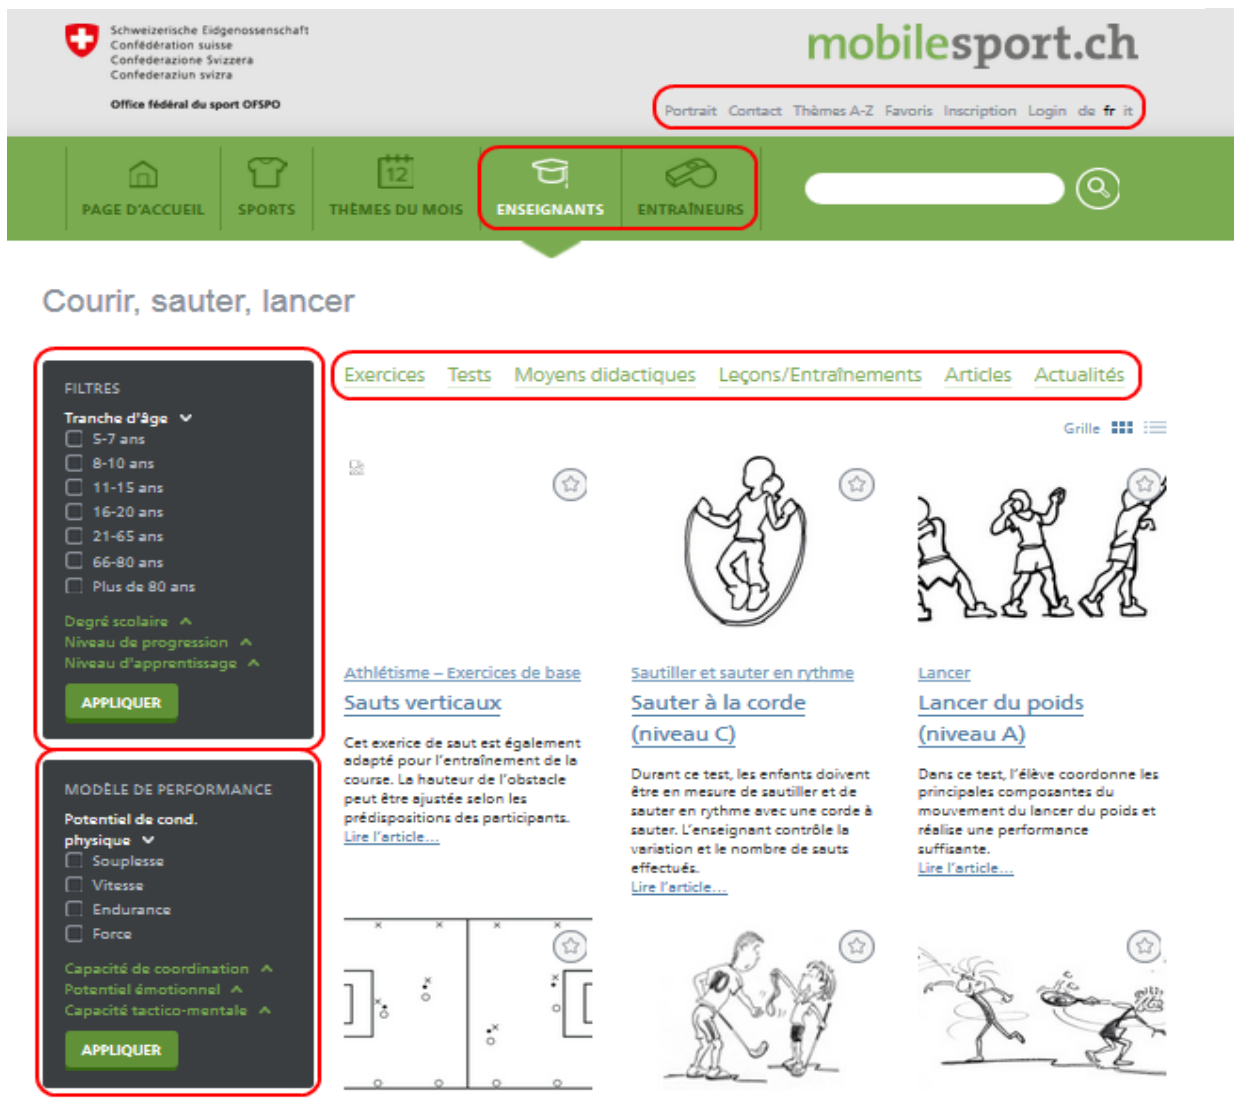 Schweizerische Eidgenossenschaft
Confédération suisse
Confederazione Svizzera
Confederaziun svizra
Office fédéral du sport OFSPO
mobilesport.ch
Portrait Contact Thèmes A-Z Favoris Inscription Login de fr it
PAGE D'ACCUEIL SPORTS 12 THÈMES DU MOIS ENSEIGNANTS ENTRAÎNEURS
Courir, sauter, lancer
FILTRES
Tranche d'âge
5-7 ans
8-10 ans
11-15 ans
16-20 ans
21-65 ans
66-80 ans
Plus de 80 ans
Degré scolaire
Niveau de progression
Niveau d'apprentissage
APPLIQUER
MODÈLE DE PERFORMANCE
Potentiel de cond.
physique
Souplesse
Vitesse
Endurance
Force
Capacité de coordination
Potentiel émotionnel
Capacité tactico-mentale
APPLIQUER
Exercices Tests Moyens didactiques Leçons/Entraînements Articles Actualités
Grille
Athlétisme – Exercices de base
Sauts verticaux
Cet exerice de saut est également
adapté pour l'entraînement de la
course. La hauteur de l'obstacle
peut être ajustée selon les
prédispositions des participants.
Lire l'article...
Sautiller et sauter en rythme
Sauter à la corde
(niveau C)
Durant ce test, les enfants doivent
être en mesure de sautiller et de
sauter en rythme avec une corde à
sauter. L'enseignant contrôle la
variation et le nombre de sauts
effectués.
Lire l'article...
Lancer
Lancer du poids
(niveau A)
Dans ce test, l'élève coordonne les
principales composantes du
mouvement du lancer du poids et
réalise une performance
suffisante.
Lire l'article...